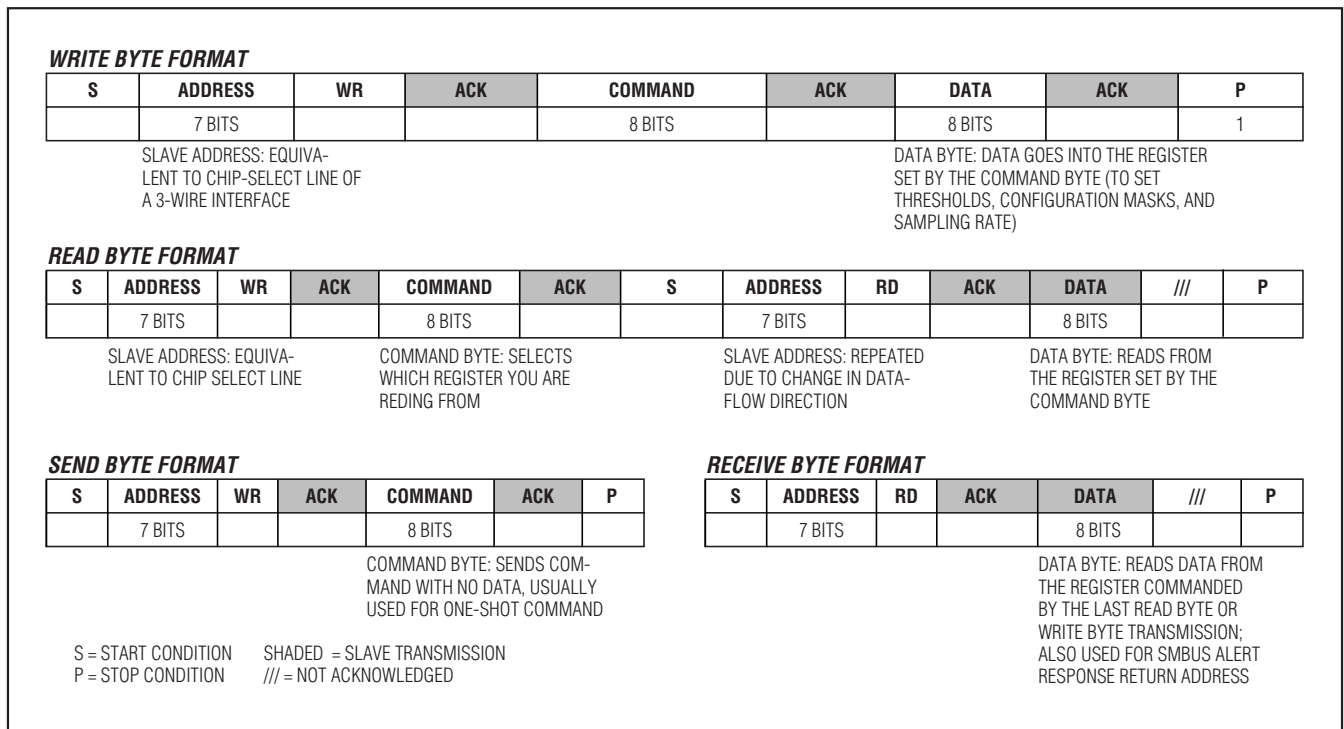 WRITE BYTE FORMAT
S ADDRESS WR ACK COMMAND ACK DATA ACK P
7 BITS 8 BITS 8 BITS 1
SLAVE ADDRESS: EQUIVA-
LENT TO CHIP-SELECT LINE OF
A 3-WIRE INTERFACE
DATA BYTE: DATA GOES INTO THE REGISTER
SET BY THE COMMAND BYTE (TO SET
THRESHOLDS, CONFIGURATION MASKS, AND
SAMPLING RATE)
READ BYTE FORMAT
S ADDRESS WR ACK COMMAND ACK S ADDRESS RD ACK DATA /// P
7 BITS 8 BITS 7 BITS 8 BITS
SLAVE ADDRESS: EQUIVA-
LENT TO CHIP SELECT LINE
COMMAND BYTE: SELECTS
WHICH REGISTER YOU ARE
REDING FROM
SLAVE ADDRESS: REPEATED
DUE TO CHANGE IN DATA-
FLOW DIRECTION
DATA BYTE: READS FROM
THE REGISTER SET BY THE
COMMAND BYTE
SEND BYTE FORMAT
S ADDRESS WR ACK COMMAND ACK P
7 BITS 8 BITS
COMMAND BYTE: SENDS COM-
MAND WITH NO DATA, USUALLY
USED FOR ONE-SHOT COMMAND
RECEIVE BYTE FORMAT
S ADDRESS RD ACK DATA /// P
7 BITS 8 BITS
DATA BYTE: READS DATA FROM
THE REGISTER COMMANDED
BY THE LAST READ BYTE OR
WRITE BYTE TRANSMISSION;
ALSO USED FOR SMBUS ALERT
RESPONSE RETURN ADDRESS
S = START CONDITION SHADED = SLAVE TRANSMISSION
P = STOP CONDITION /// = NOT ACKNOWLEDGED